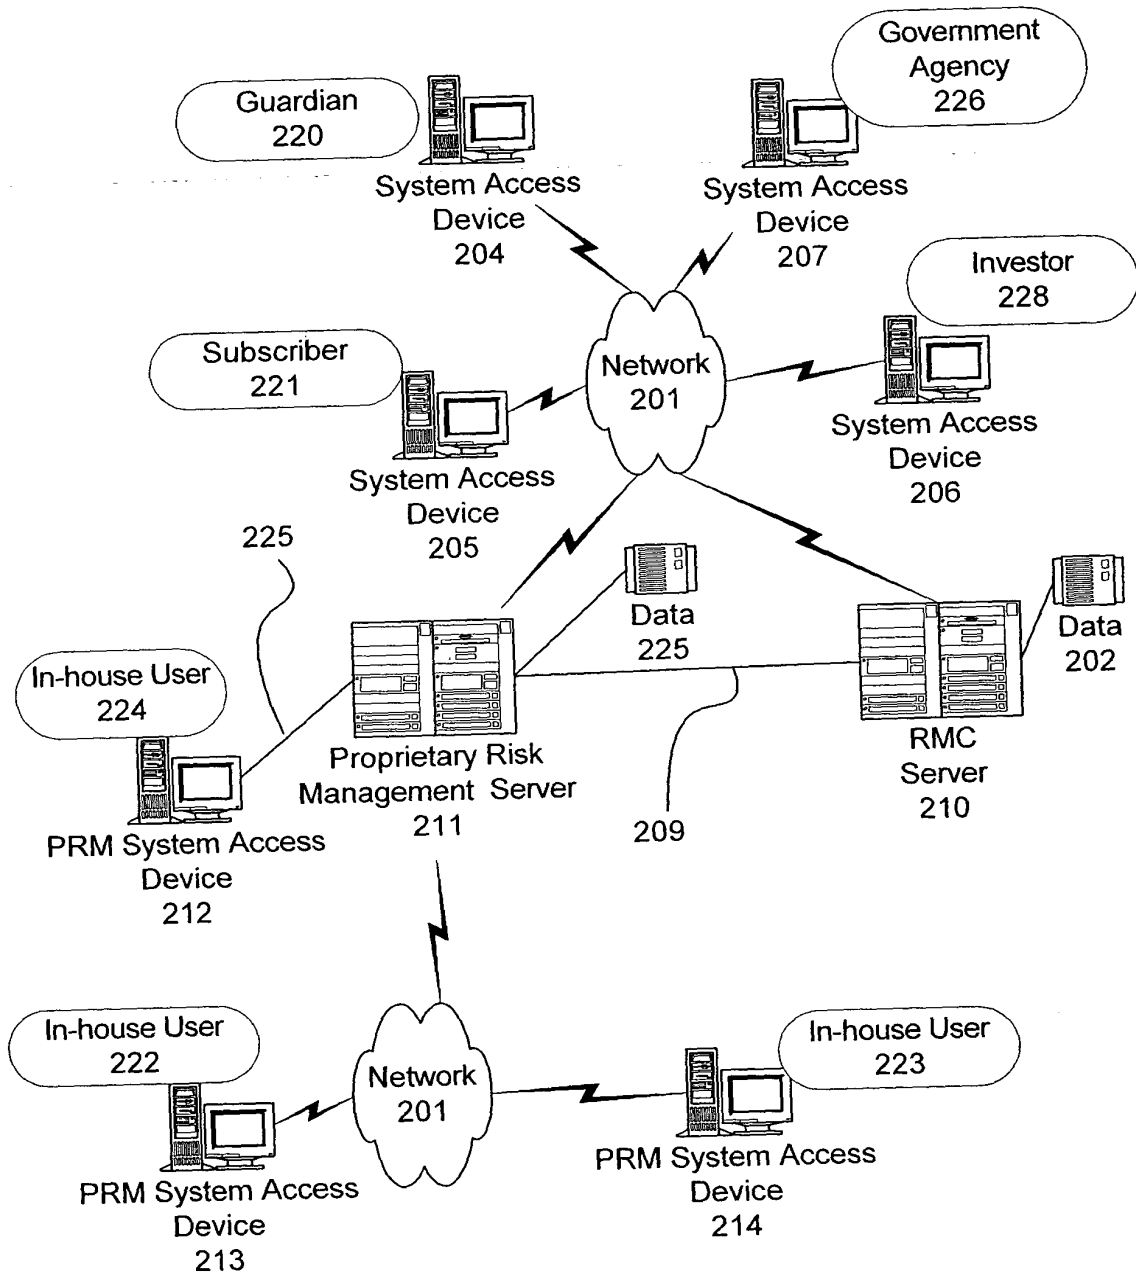 Government
Agency
226
Guardian
220
System Access
Device
204
System Access
Device
207
Investor
228
Subscriber
221
Network
201
System Access
Device
206
System Access
Device
205
225
Data
225
Data
202
In-house User
224
Proprietary Risk
Management Server
211
RMC
Server
210
209
PRM System Access
Device
212
In-house User
222
In-house User
223
Network
201
PRM System Access
Device
213
PRM System Access
Device
214